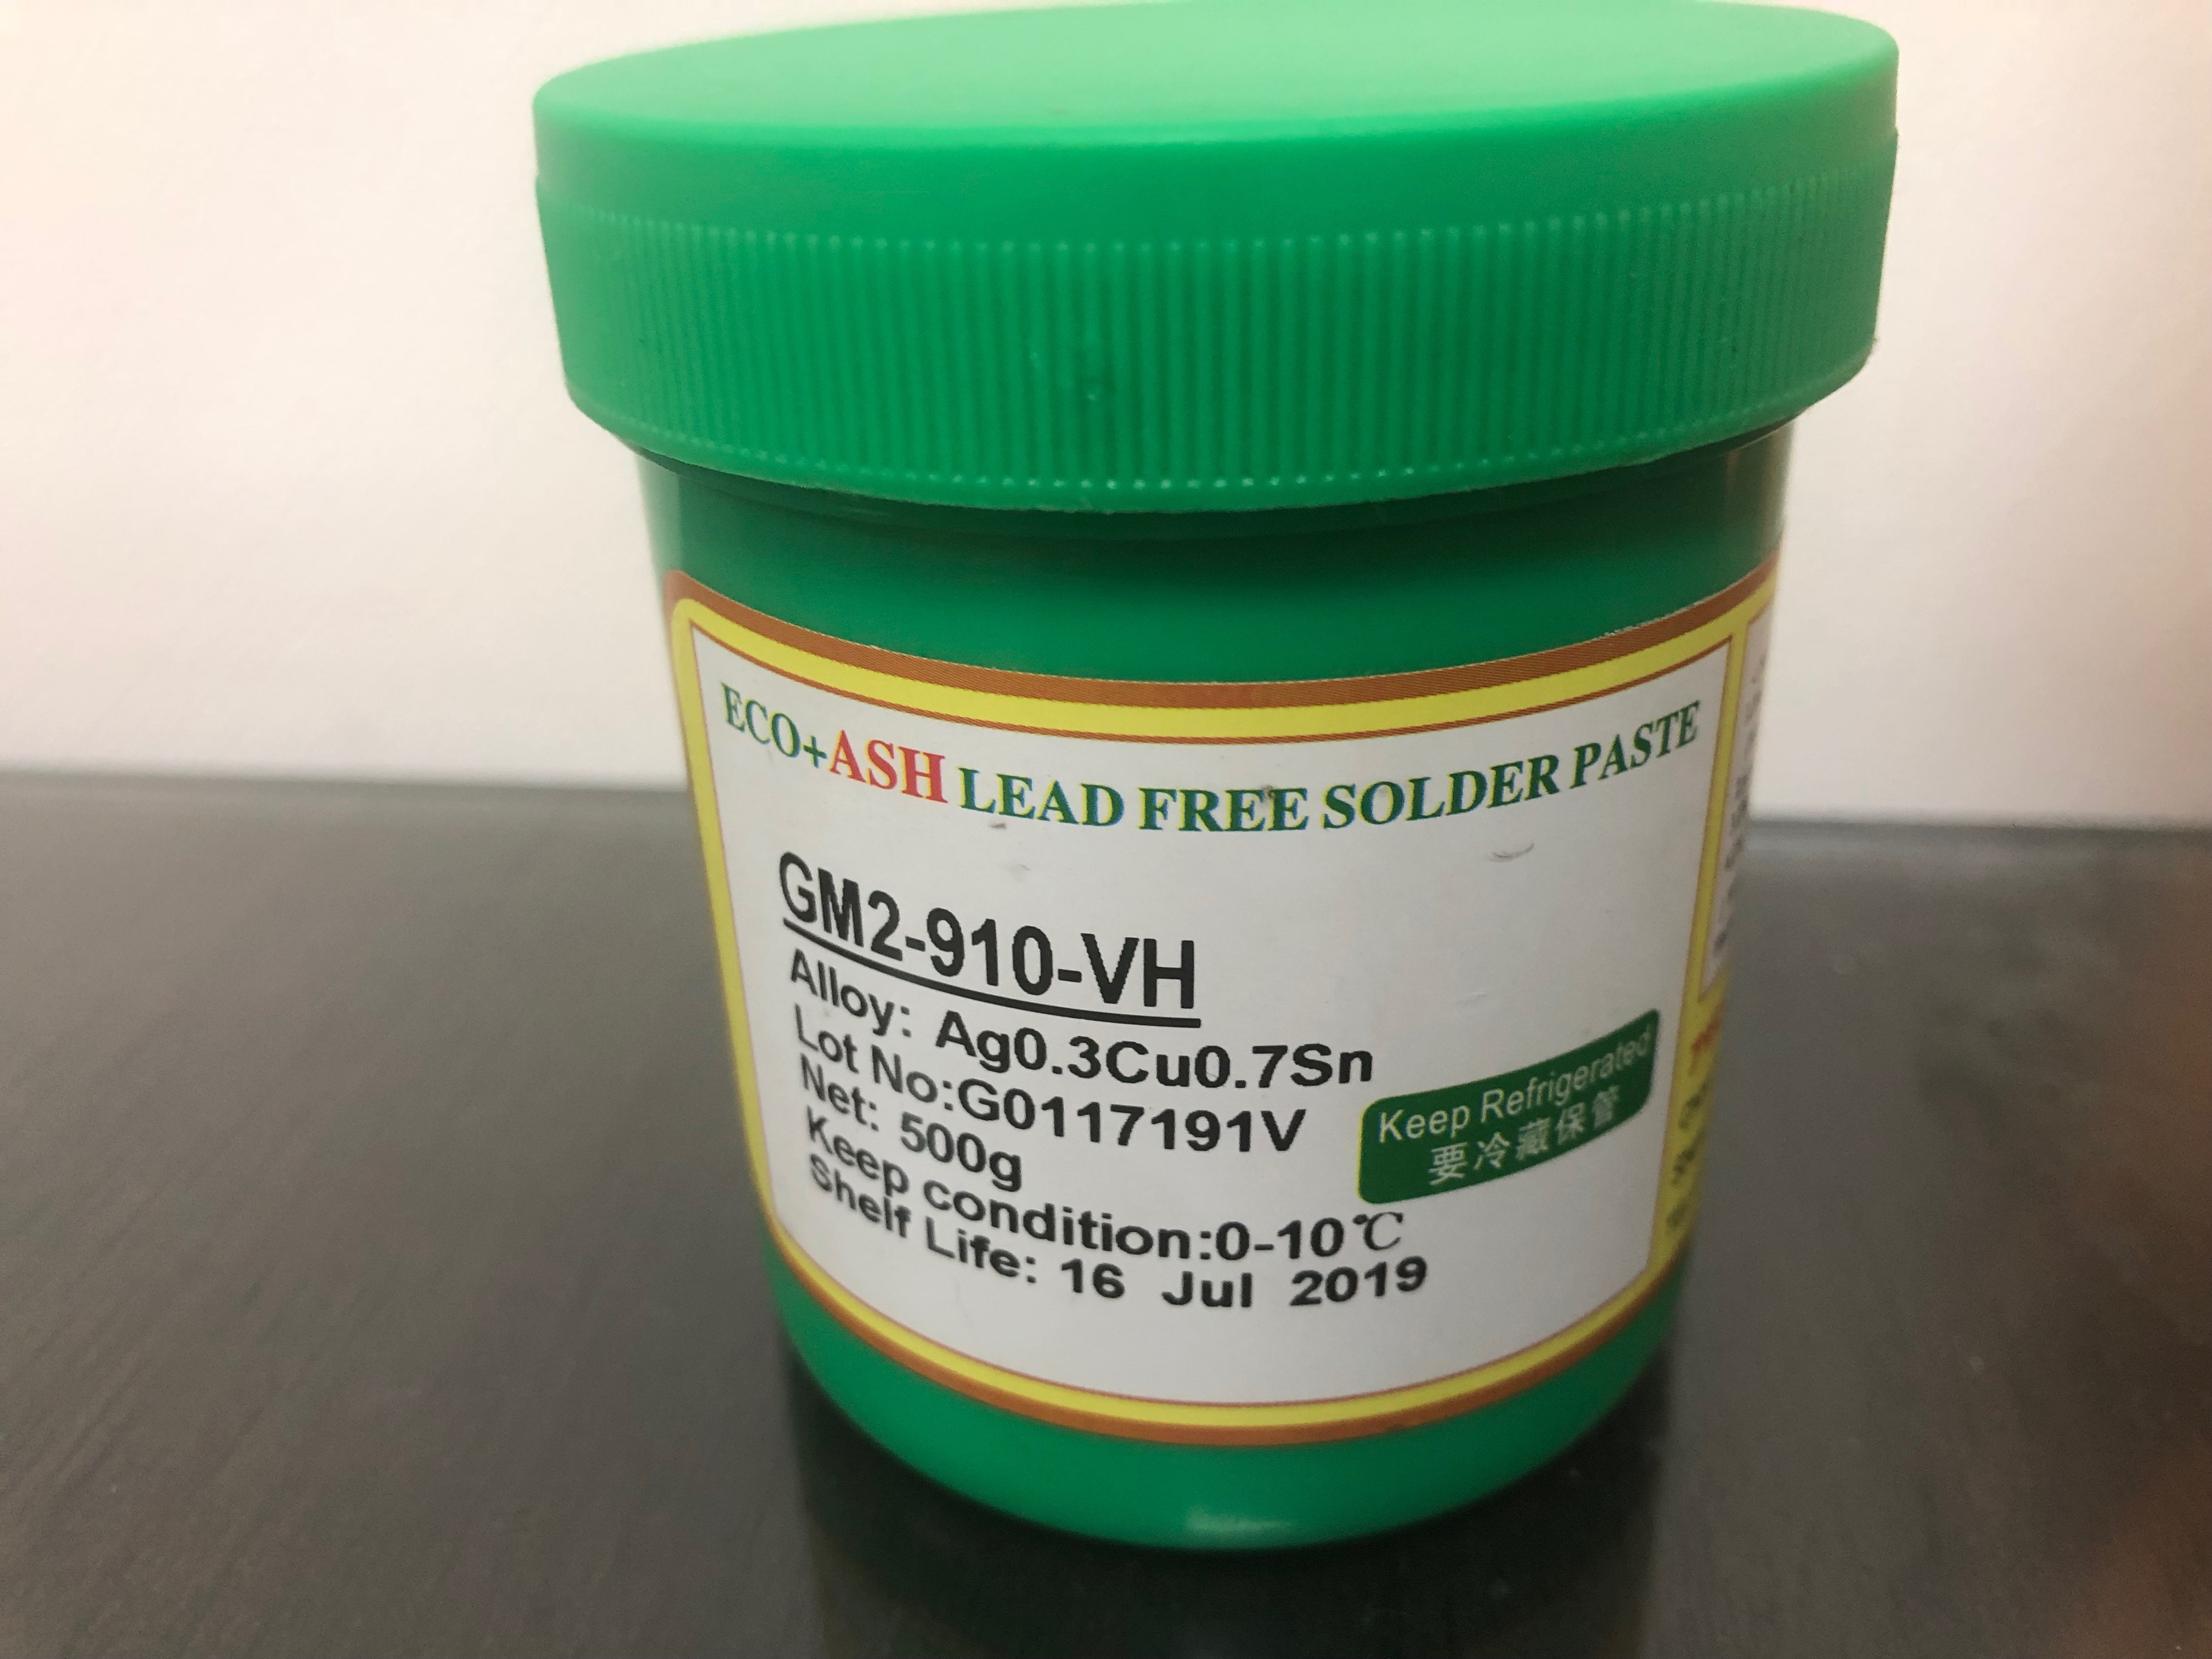 ECO+ASH LEAD FREE SOLDER PASTE
GM2-910-VH
Alloy: Ag0.3Cu0.7Sn
Lot No:G0117191V
Net: 500g
Keep condition:0-10℃
Shelf Life: 16 Jul 2019
Keep Refrigerated
要冷藏保管